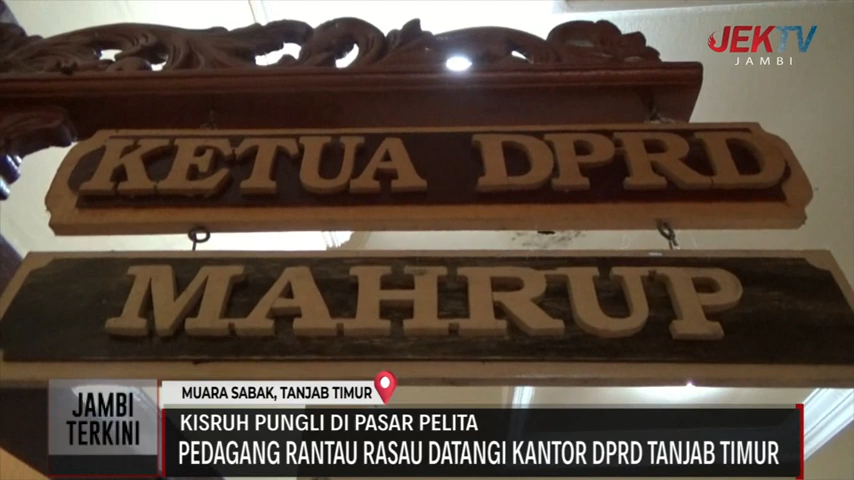 JEKTV
JAMBI
KETUA DPRD
MAHRUP
MUARA SABAK, TANJAB TIMUR
JAMBI
TERKINI
KISRUH PUNGLI DI PASAR PELITA
PEDAGANG RANTAU RASAU DATANGI KANTOR DPRD TANJAB TIMUR